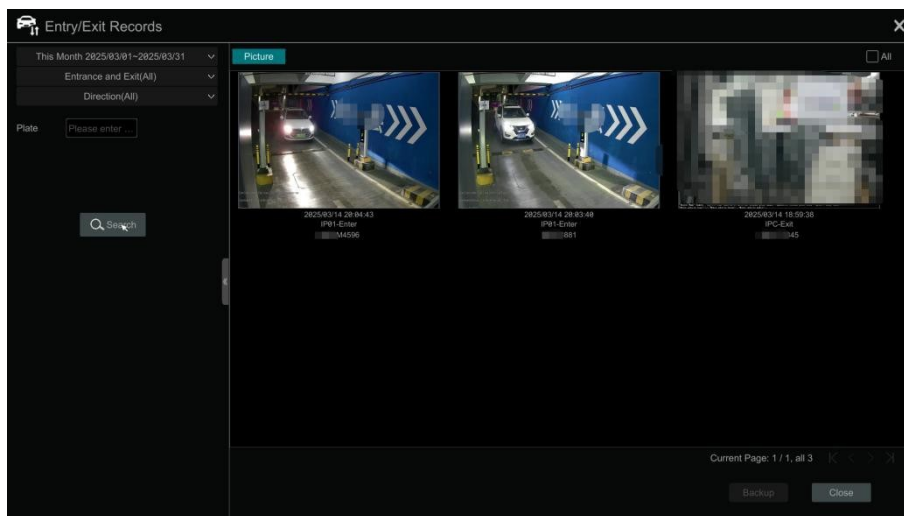 Entry/Exit Records
This Month 2025/03/01~2025/03/31
Entrance and Exit(All)
Direction(All)
Plate
Please enter ...
Search
Picture
All
2025/03/14 20:04:43
IP01-Enter
M4596
2025/03/14 20:03:40
IP01-Enter
881
2025/03/14 18:59:38
IPC-Exit
345
Current Page: 1 / 1, all 3
Backup
Close